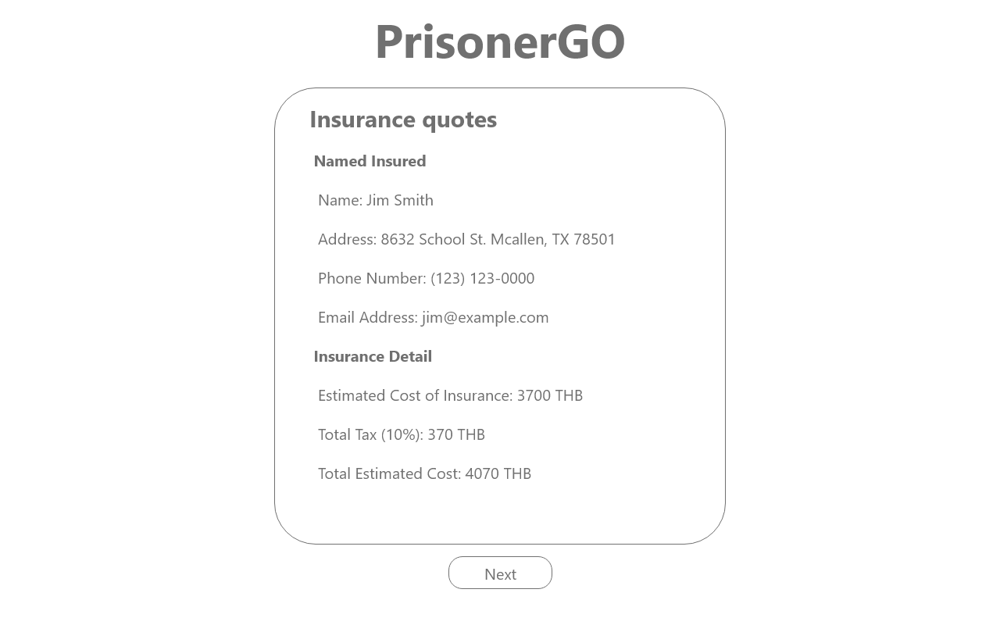 PrisonerGO
Insurance quotes
Named Insured
Name: Jim Smith
Address: 8632 School St. Mcallen, TX 78501
Phone Number: (123) 123-0000
Email Address: jim@example.com
Insurance Detail
Estimated Cost of Insurance: 3700 THB
Total Tax (10%): 370 THB
Total Estimated Cost: 4070 THB
Next